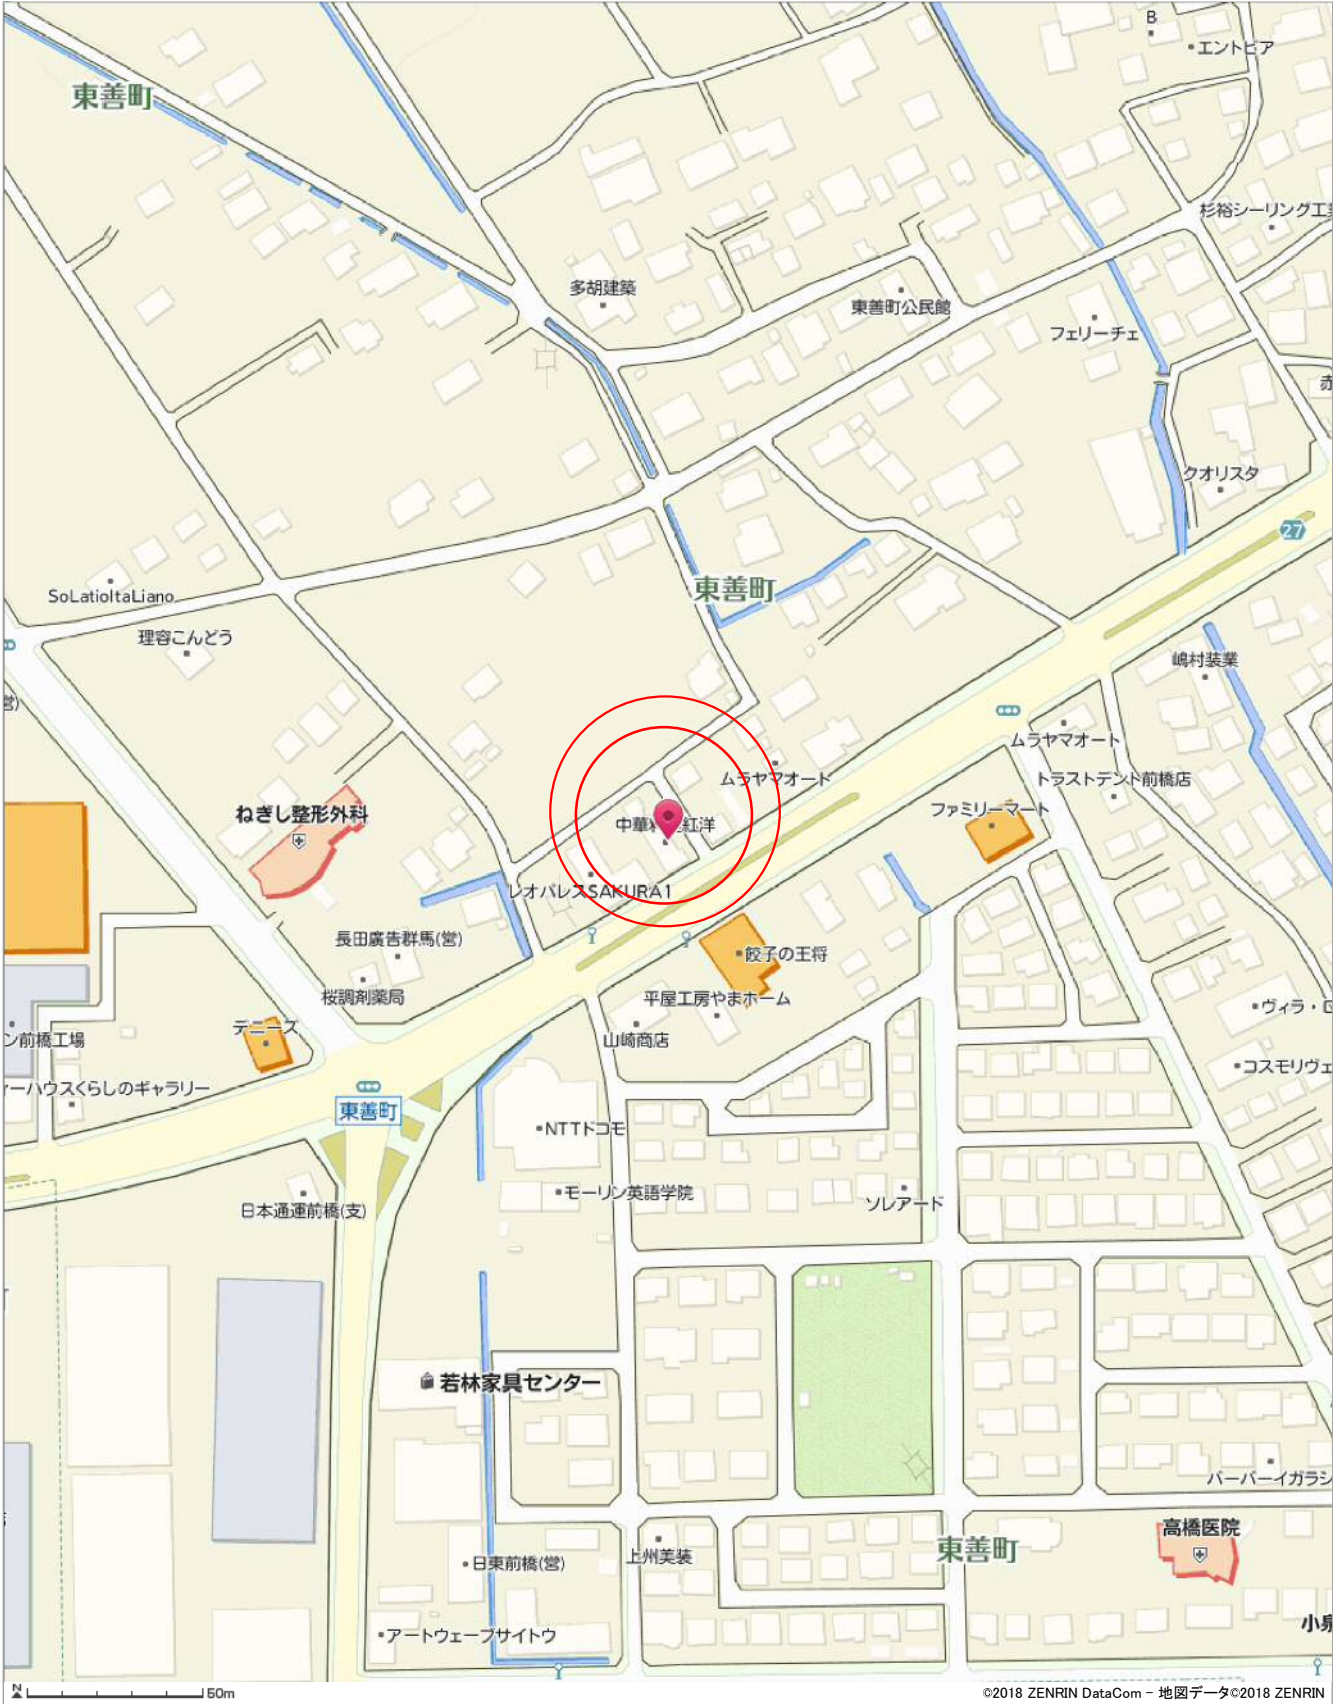 B
エントピア
東善町
杉裕シーリング工
多胡建築
東善町公民館
フェリーチェ
クオリスタ
27
東善町
SoLatioItaLiano
理容こんどう
嶋村装業
ムラヤマオート
ムラヤマオート
トラストテンド前橋店
ファミリーマート
ねぎし整形外科
中華料
紅洋
レオパレスSAKURA1
長田廣告群馬(営)
餃子の王将
桜調剤薬局
平屋工房やまホーム
ヴィラ・
デニーズ
山崎商店
ン前橋工場
コスモリヴェ
ーハウスくらしのギャラリー
東善町
NTTドコモ
モーリン英語学院
ソレアード
日本通運前橋(支)
若林家具センター
バーバーイガラシ
高橋医院
東善町
上州美装
日東前橋(営)
小泉
アートウェーブサイトウ
N
50m
©2018 ZENRIN DataCom - 地図データ©2018 ZENRIN